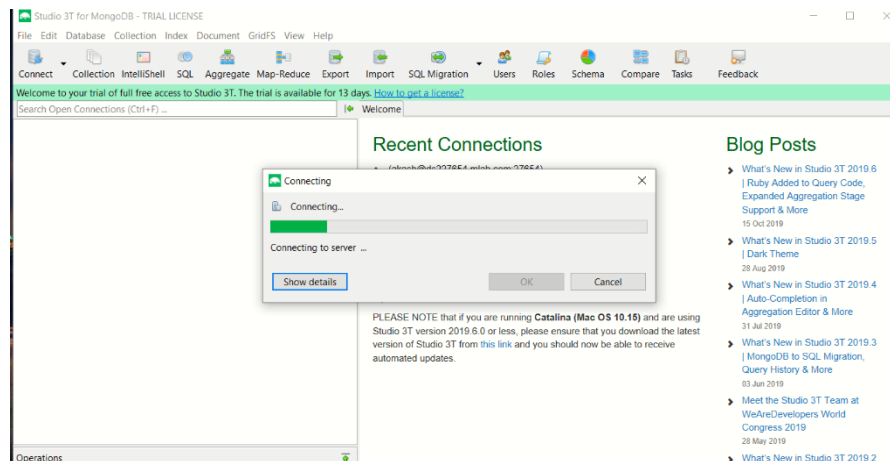 Studio 3T for MongoDB - TRIAL LICENSE
File Edit Database Collection Index Document GridFS View Help
Connect Collection IntelliShell SQL Aggregate Map-Reduce Export Import SQL Migration Users Roles Schema Compare Tasks Feedback
Welcome to your trial of full free access to Studio 3T. The trial is available for 13 days. How to get a license?
Search Open Connections (Ctrl+F) ...
Welcome
Recent Connections
Connecting
Connecting...
Connecting to server ...
Show details
OK
Cancel
PLEASE NOTE that if you are running Catalina (Mac OS 10.15) and are using
Studio 3T version 2019.6.0 or less, please ensure that you download the latest
version of Studio 3T from this link and you should now be able to receive
automated updates.
Blog Posts
What's New in Studio 3T 2019.6
| Ruby Added to Query Code,
Expanded Aggregation Stage
Support & More
15 Oct 2019
What's New in Studio 3T 2019.5
| Dark Theme
28 Aug 2019
What's New in Studio 3T 2019.4
| Auto-Completion in
Aggregation Editor & More
31 Jul 2019
What's New in Studio 3T 2019.3
| MongoDB to SQL Migration,
Query History & More
03 Jun 2019
Meet the Studio 3T Team at
WeAreDevelopers World
Congress 2019
28 May 2019
What's New in Studio 3T 2019.2
Operations